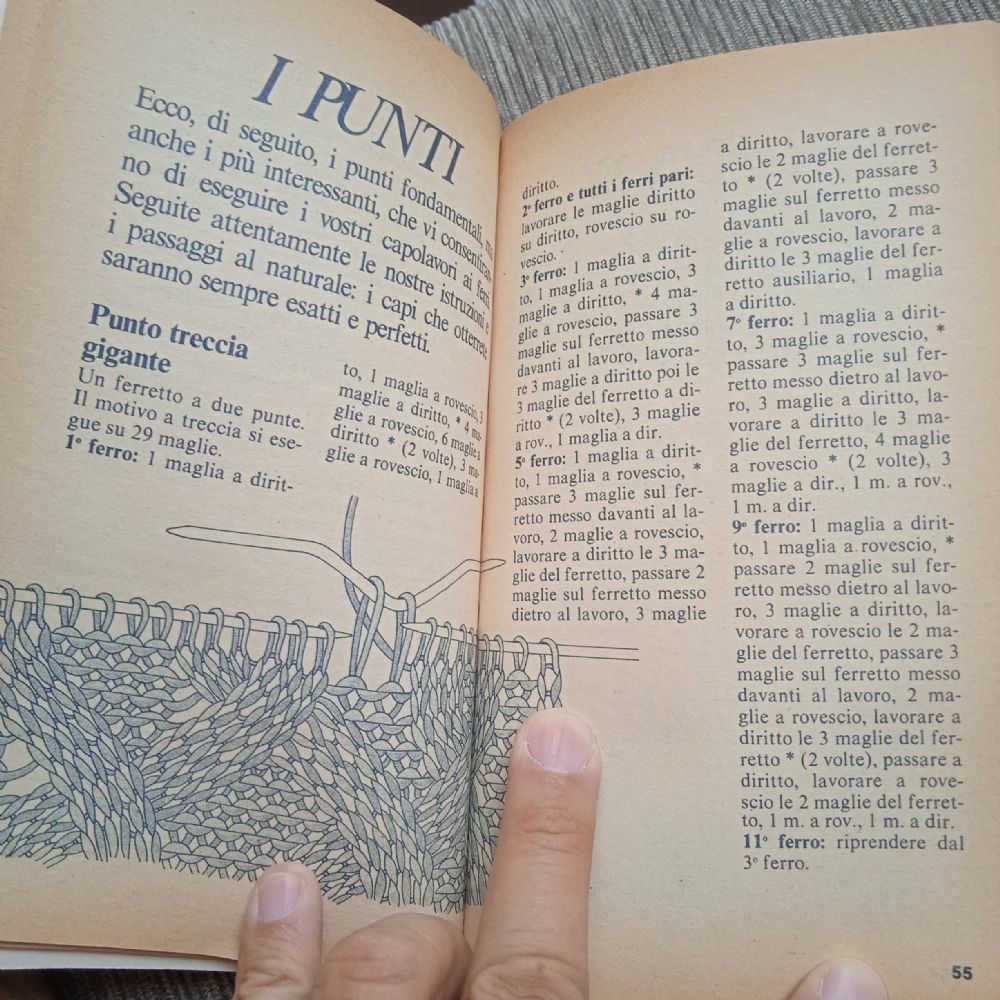 I PUNTI
Ecco, di seguito, i punti fondamentali, ma
anche i più interessanti, che vi consentiran-
no di eseguire i vostri capolavori ai ferri
Seguite attentamente le nostre istruzioni e
i passaggi al naturale: i capi che otterrete
saranno sempre esatti e perfetti.
Punto treccia
gigante
Un ferretto a due punte.
Il motivo a treccia si ese-
gue su 29 maglie.
1º ferro: 1 maglia a dirit-
to, 1 maglia a rovescio, 3
maglie a diritto, * 4 ma-
glie a rovescio, 6 maglie a
diritto * (2 volte), 3 ma-
glie a rovescio, 1 maglia a
diritto.
2º ferro e tutti i ferri pari:
lavorare le maglie diritto
su diritto, rovescio su ro-
vescio.
3º ferro: 1 maglia a dirit-
to, 1 maglia a rovescio, 3
maglie a diritto, * 4 ma-
glie a rovescio, passare 3
maglie sul ferretto messo
davanti al lavoro, lavora-
re 3 maglie a diritto poi le
3 maglie del ferretto a di-
ritto * (2 volte), 3 maglie
a rov., 1 maglia a dir.
5º ferro: 1 maglia a dirit-
to, 1 maglia a rovescio, *
passare 3 maglie sul fer-
retto messo davanti al la-
voro, 2 maglie a rovescio,
lavorare a diritto le 3 ma-
glie del ferretto, passare 2
maglie sul ferretto messo
dietro al lavoro, 3 maglie
a diritto, lavorare a rove-
scio le 2 maglie del ferret-
to * (2 volte), passare 3
maglie sul ferretto messo
davanti al lavoro, 2 ma-
glie a rovescio, lavorare a
diritto le 3 maglie del fer-
retto ausiliario, 1 maglia
a diritto.
7º ferro: 1 maglia a dirit-
to, 3 maglie a rovescio, *
passare 3 maglie sul fer-
retto messo dietro al lavo-
ro, 3 maglie a diritto, la-
vorare a diritto le 3 ma-
glie del ferretto, 4 maglie
a rovescio * (2 volte), 3
maglie a dir., 1 m. a rov.,
1 m. a dir.
9º ferro: 1 maglia a dirit-
to, 1 maglia a rovescio, *
passare 2 maglie sul fer-
retto messo dietro al lavo-
ro, 3 maglie a diritto, la-
vorare a rovescio le 2 ma-
glie del ferretto, passare 3
maglie sul ferretto messo
davanti al lavoro, 2 ma-
glie a rovescio, lavorare a
diritto le 3 maglie del fer-
retto * (2 volte), passare a
diritto, lavorare a rove-
scio le 2 maglie del ferret-
to, 1 m. a rov., 1 m. a dir.
11º ferro: riprendere dal
3º ferro.
55